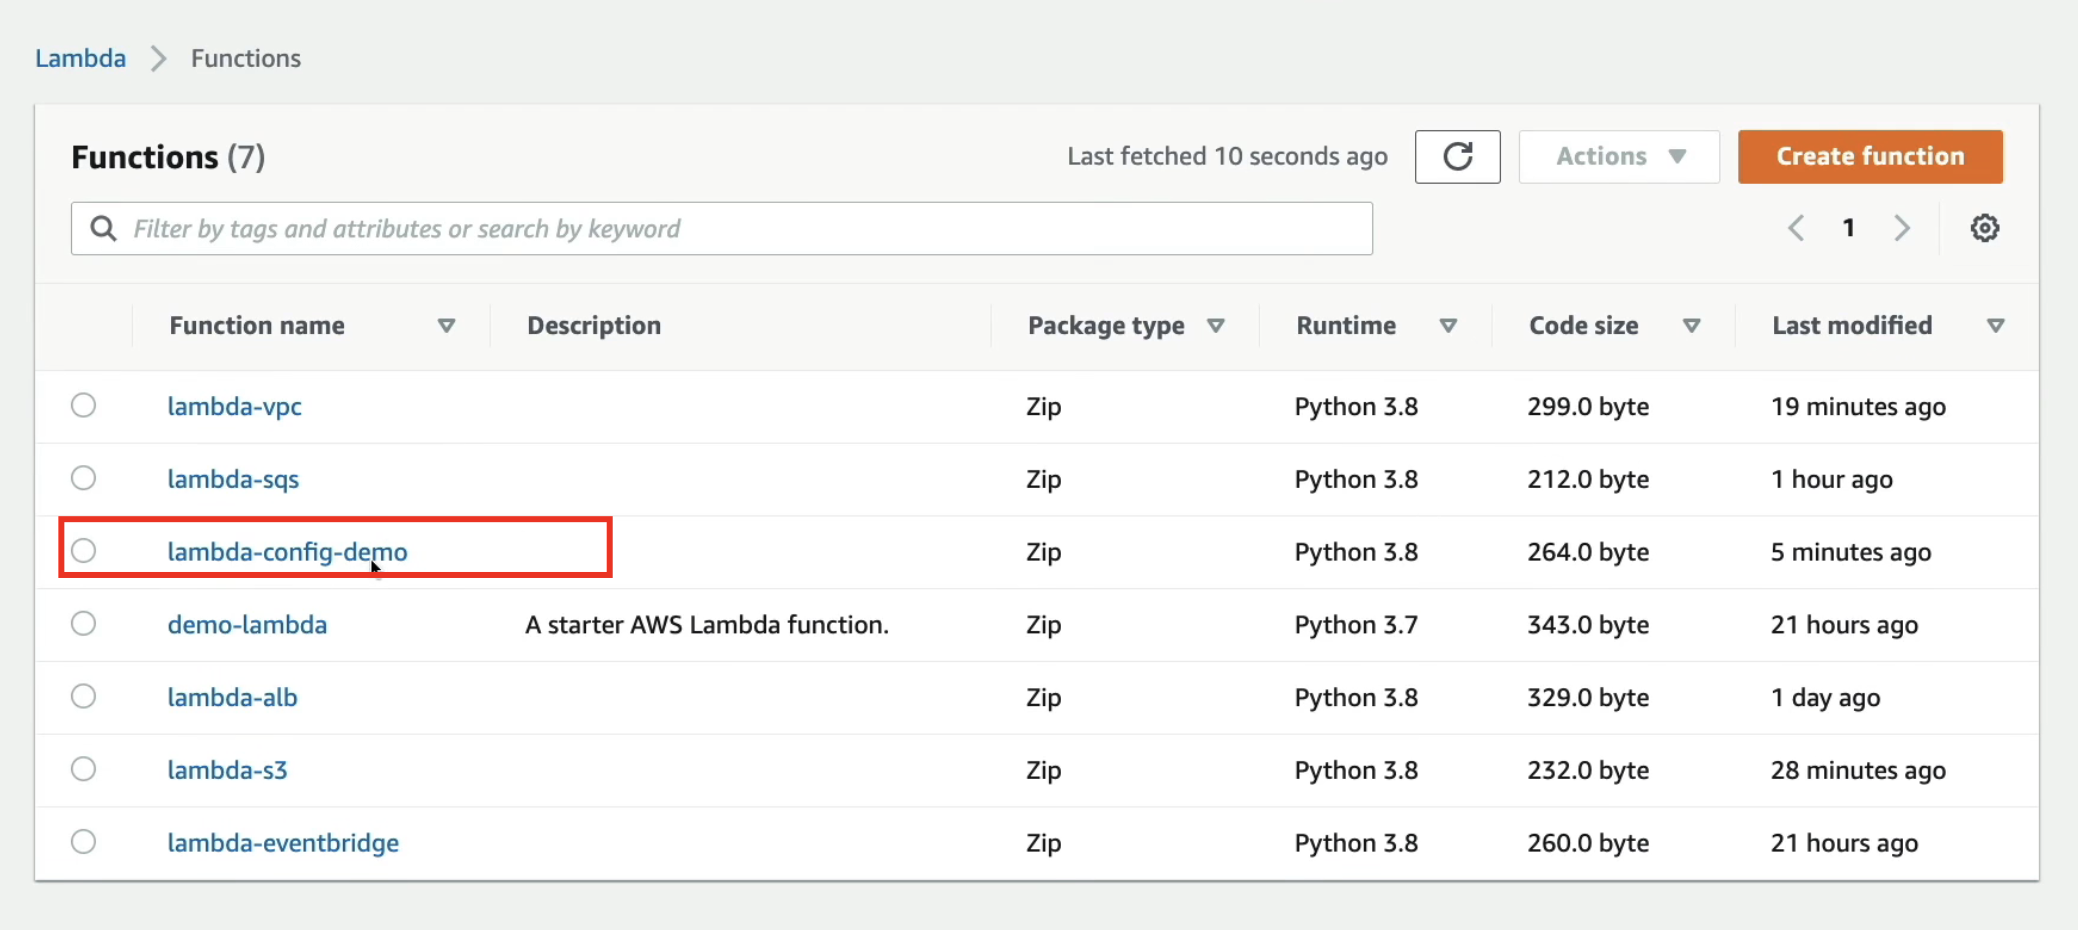 Lambda > Functions
Functions (7) Last fetched 10 seconds ago Actions Create function
Filter by tags and attributes or search by keyword 1
Function name Description Package type Runtime Code size Last modified
lambda-vpc Zip Python 3.8 299.0 byte 19 minutes ago
lambda-sqs Zip Python 3.8 212.0 byte 1 hour ago
lambda-config-demo Zip Python 3.8 264.0 byte 5 minutes ago
demo-lambda A starter AWS Lambda function. Zip Python 3.7 343.0 byte 21 hours ago
lambda-alb Zip Python 3.8 329.0 byte 1 day ago
lambda-s3 Zip Python 3.8 232.0 byte 28 minutes ago
lambda-eventbridge Zip Python 3.8 260.0 byte 21 hours ago